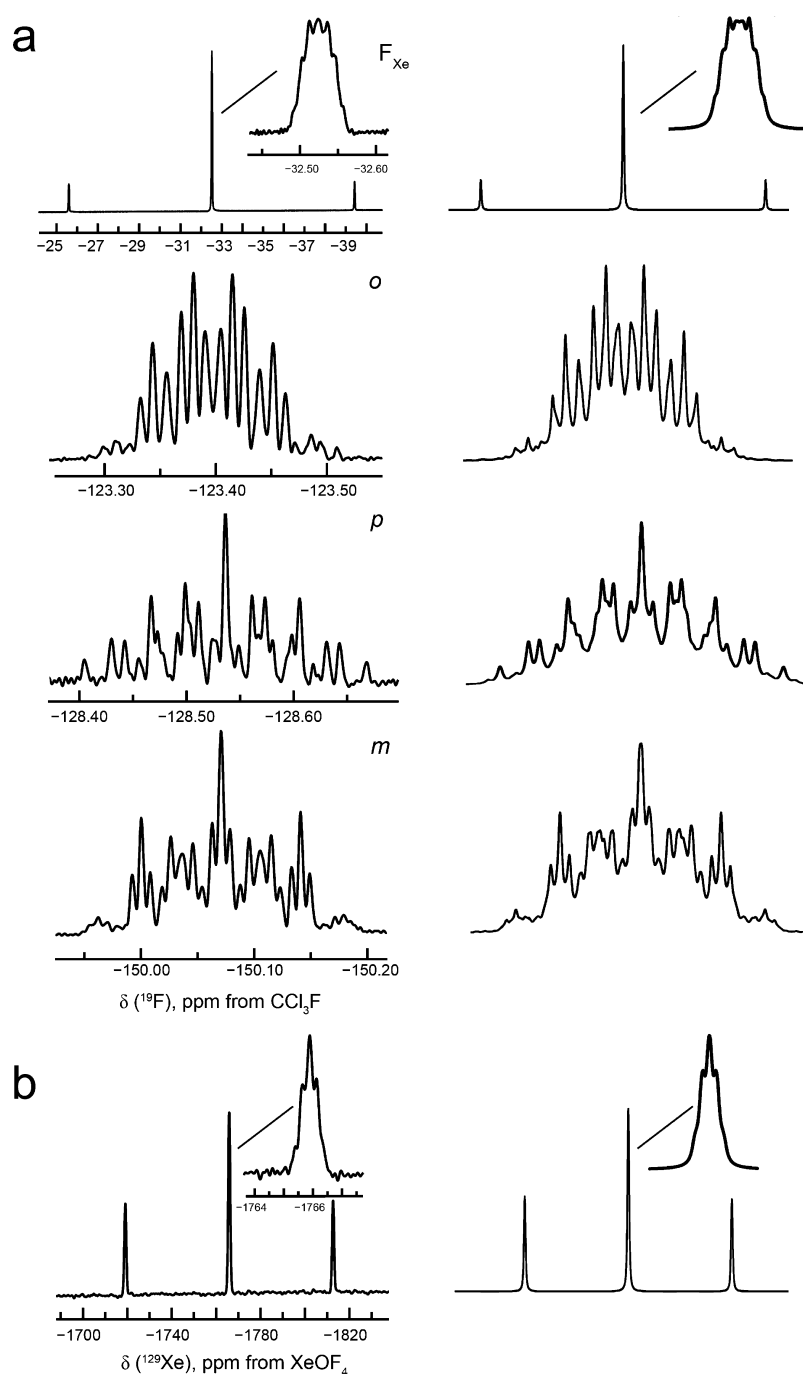 a
F_Xe
−32.50 −32.60
−25 −27 −29 −31 −33 −35 −37 −39
o
−123.30 −123.40 −123.50
p
−128.40 −128.50 −128.60
m
−150.00 −150.10 −150.20
δ (¹⁹F), ppm from CCl₃F
b
−1764 −1766
−1700 −1740 −1780 −1820
δ (¹²⁹Xe), ppm from XeOF₄